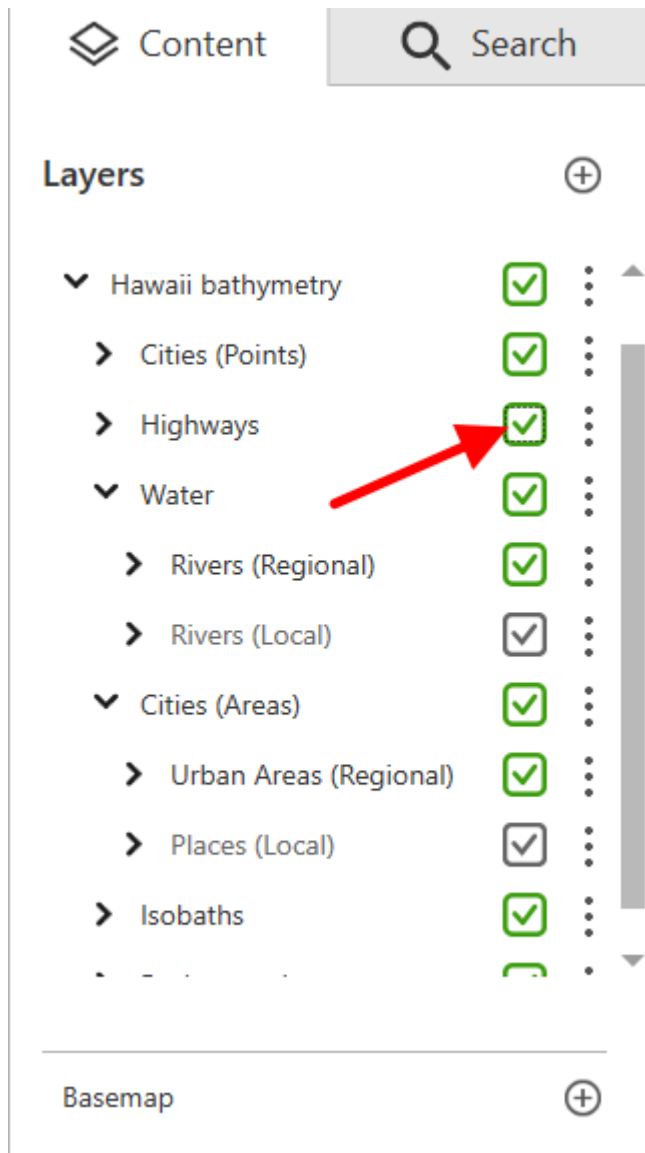 Content
Search
Layers
Hawaii bathymetry
Cities (Points)
Highways
Water
Rivers (Regional)
Rivers (Local)
Cities (Areas)
Urban Areas (Regional)
Places (Local)
Isobaths
Basemap